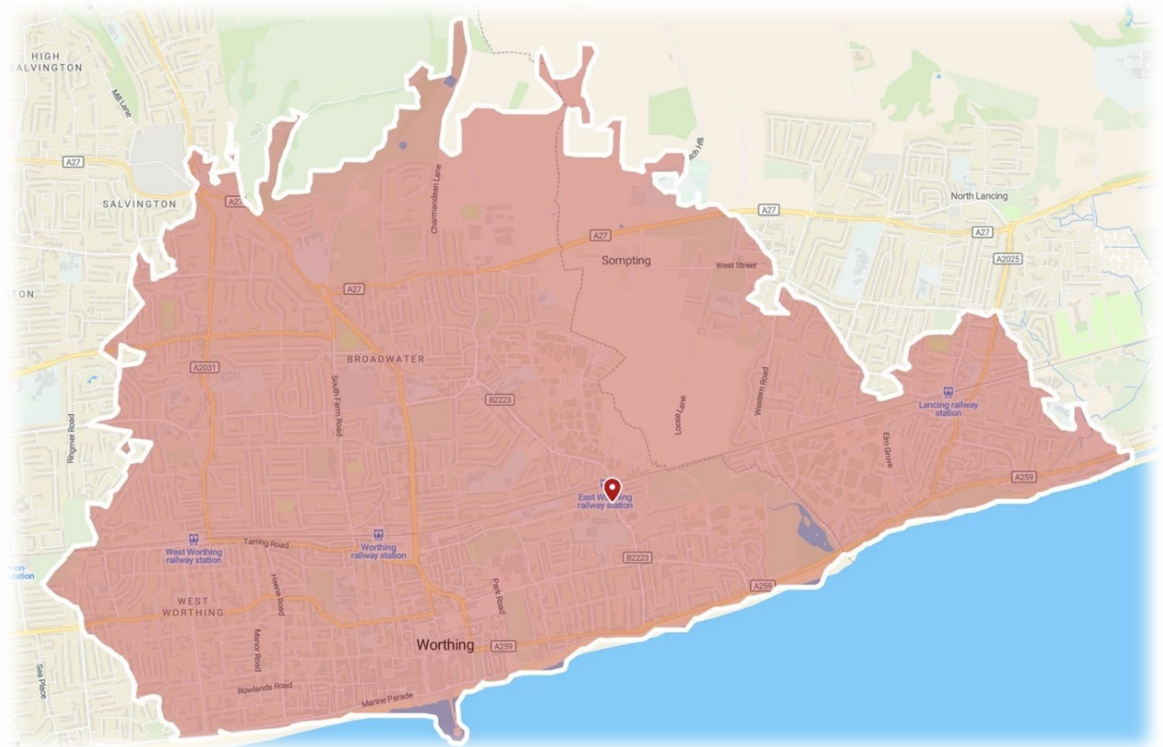 HIGH
SALVINGTON
Mill Lane
A27
SALVINGTON
A27
Charmandean Lane
North Lancing
A27
A27
A27
A2025
Sompting
West Street
A27
A2031
BROADWATER
South Farm Road
B2223
Loose Lane
Western Road
Lancing railway
station
Elm Grove
Ringmer Road
A259
East Worthing
railway station
West Worthing
railway station
Tarring Road
Worthing
railway station
B2223
A259
Heene Road
Park Road
WEST
WORTHING
Manor Road
Worthing
A259
Sea Place
Rowlands Road
Marine Parade